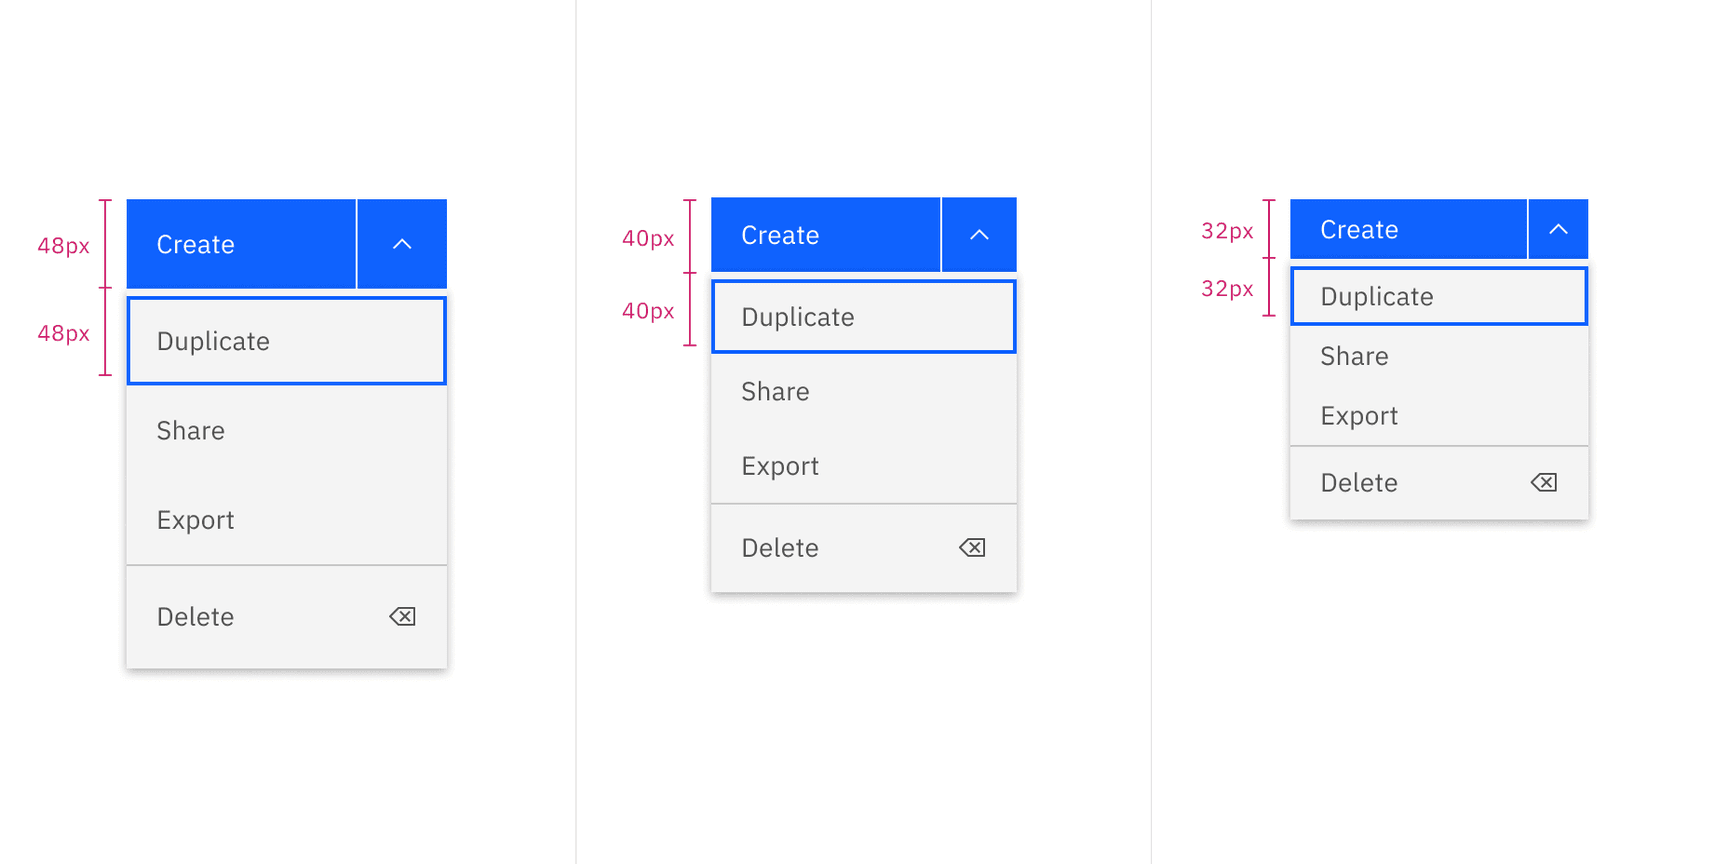 48px
48px
Create
Duplicate
Share
Export
Delete
40px
40px
Create
Duplicate
Share
Export
Delete
32px
32px
Create
Duplicate
Share
Export
Delete